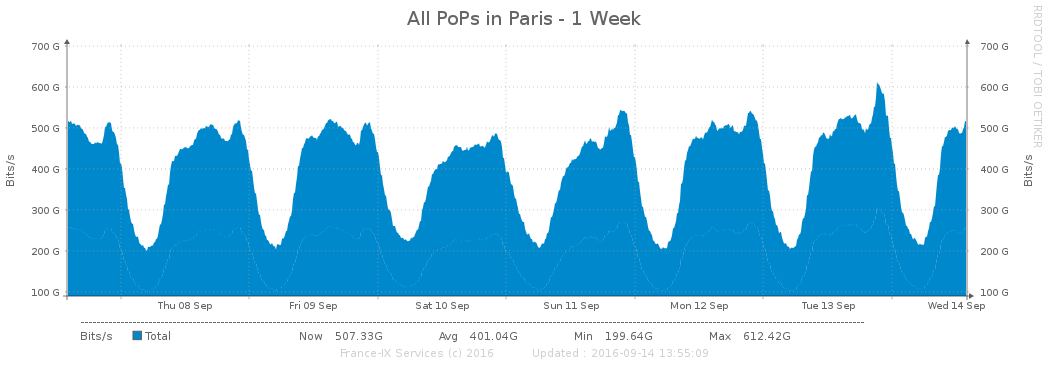 All PoPs in Paris - 1 Week
RRDTOOL / TOBI OETIKER
700 G 700 G
600 G 600 G
500 G 500 G
400 G 400 G
300 G 300 G
200 G 200 G
100 G 100 G
Bits/s
Bits/s
Thu 08 Sep Fri 09 Sep Sat 10 Sep Sun 11 Sep Mon 12 Sep Tue 13 Sep Wed 14 Sep
Bits/s Total Now 507.33G Avg 401.04G Min 199.64G Max 612.42G
France-IX Services (c) 2016 Updated : 2016-09-14 13:55:09